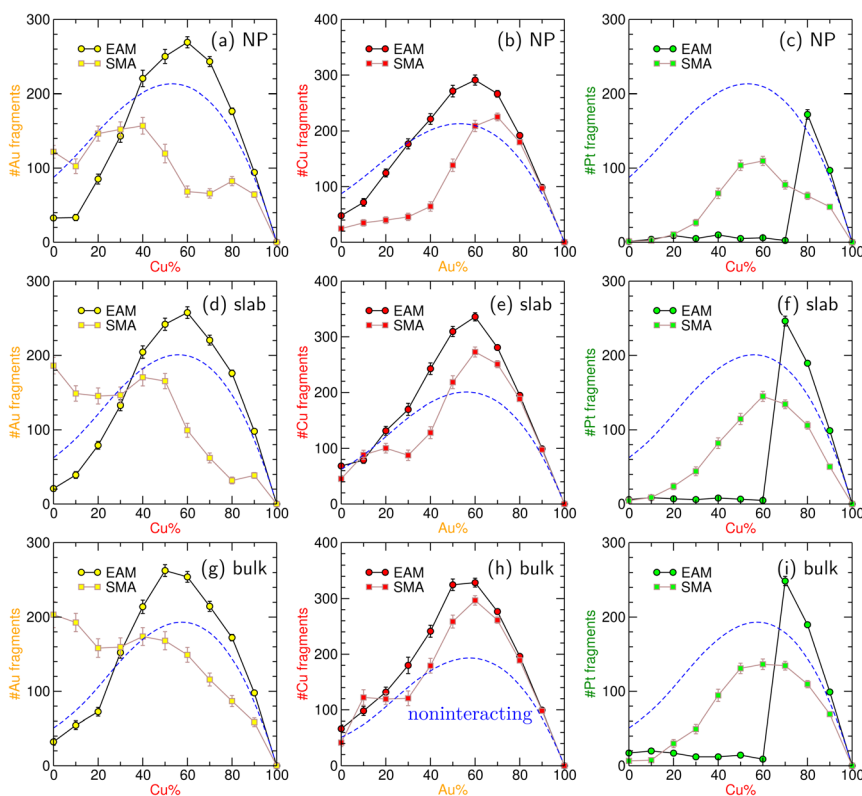 300
200
100
0
#Au fragments
EAM
SMA
(a) NP
0 20 40 60 80 100
Cu%
400
300
200
100
0
#Cu fragments
EAM
SMA
(b) NP
0 20 40 60 80 100
Au%
300
200
100
0
#Pt fragments
EAM
SMA
(c) NP
0 20 40 60 80 100
Cu%
300
200
100
0
#Au fragments
EAM
SMA
(d) slab
0 20 40 60 80 100
Cu%
400
300
200
100
0
#Cu fragments
EAM
SMA
(e) slab
0 20 40 60 80 100
Au%
300
200
100
0
#Pt fragments
EAM
SMA
(f) slab
0 20 40 60 80 100
Cu%
300
200
100
0
#Au fragments
EAM
SMA
(g) bulk
0 20 40 60 80 100
Cu%
400
300
200
100
0
#Cu fragments
EAM
SMA
(h) bulk
noninteracting
0 20 40 60 80 100
Au%
300
200
100
0
#Pt fragments
EAM
SMA
(i) bulk
0 20 40 60 80 100
Cu%